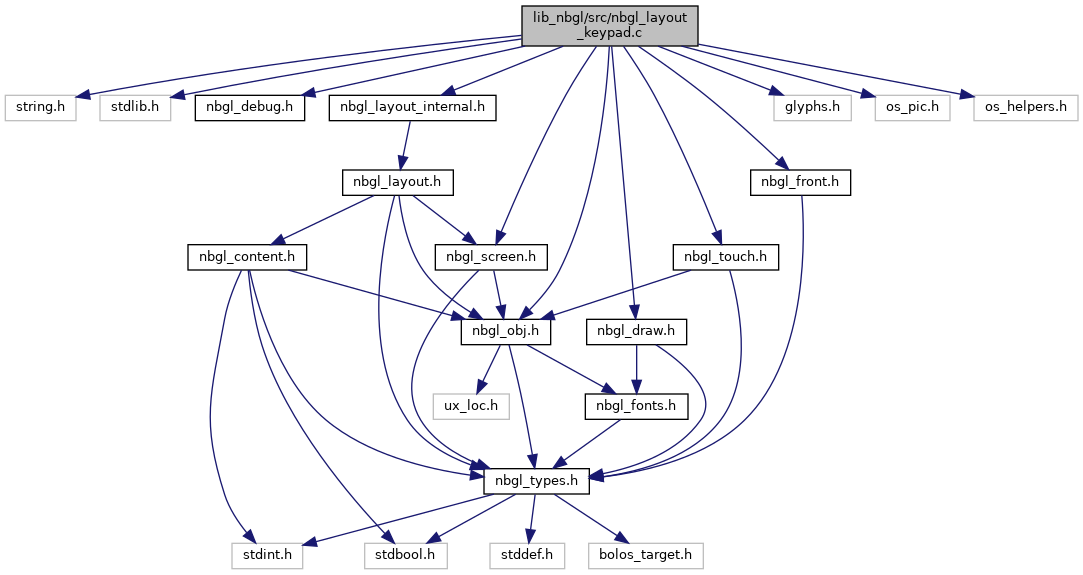 lib_nbgl/src/nbgl_layout
_keypad.c
string.h
stdlib.h
nbgl_debug.h
nbgl_layout_internal.h
glyphs.h
os_pic.h
os_helpers.h
nbgl_layout.h
nbgl_front.h
nbgl_content.h
nbgl_screen.h
nbgl_touch.h
nbgl_obj.h
nbgl_draw.h
ux_loc.h
nbgl_fonts.h
nbgl_types.h
stdint.h
stdbool.h
stddef.h
bolos_target.h